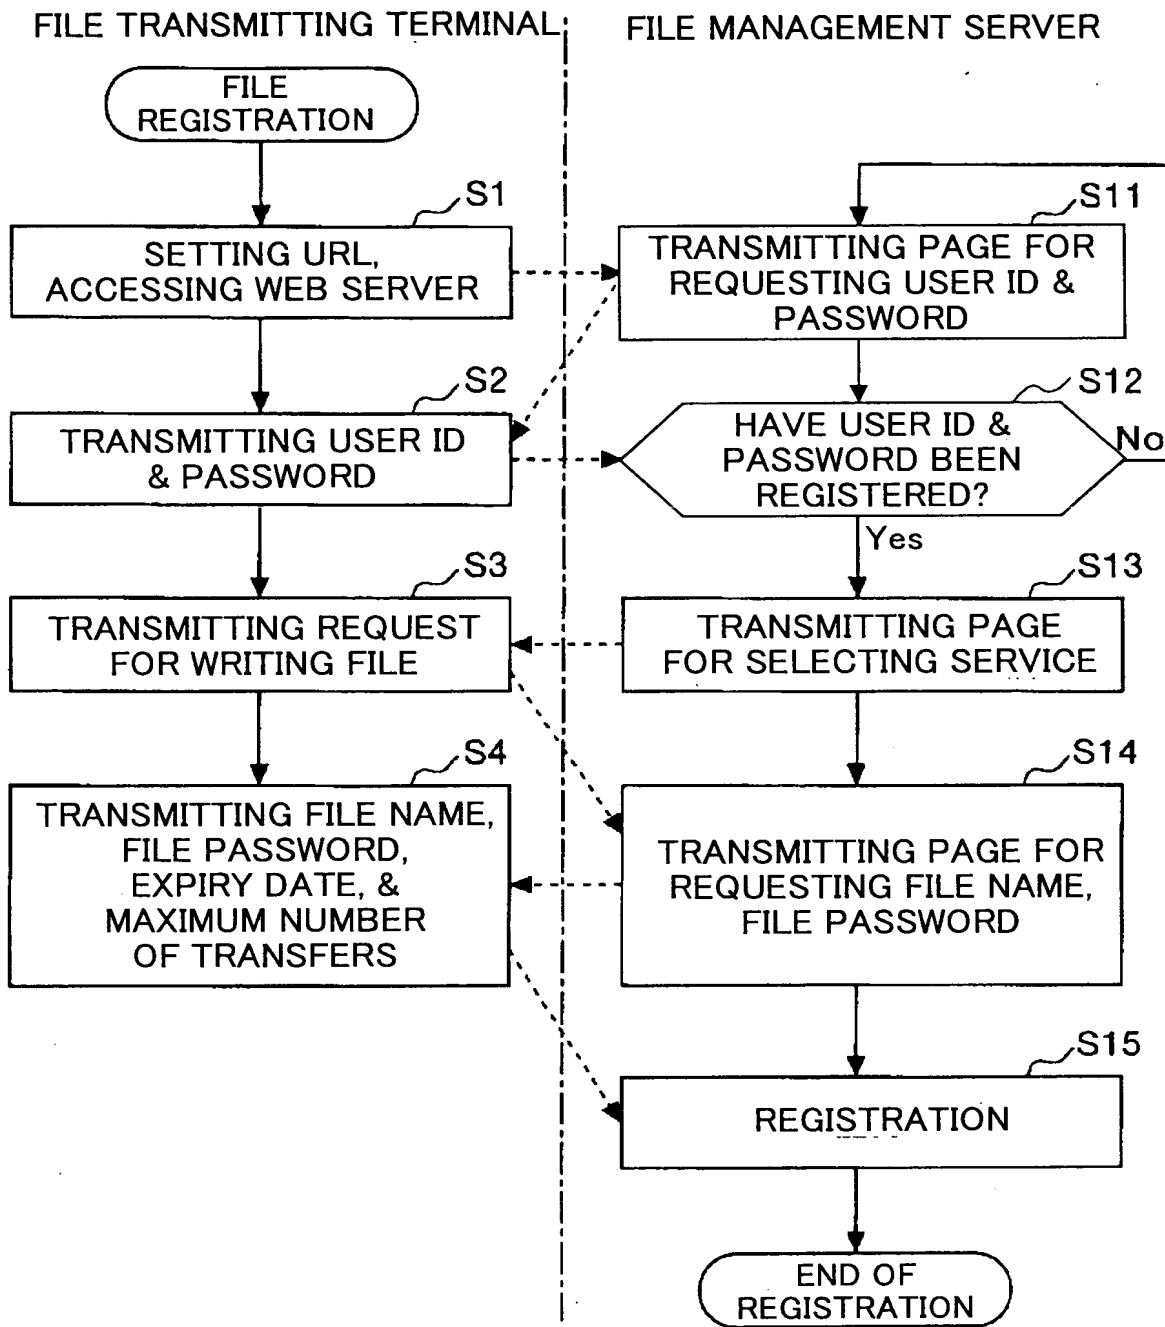 FILE TRANSMITTING TERMINAL
FILE MANAGEMENT SERVER
FILE
REGISTRATION
S1
SETTING URL,
ACCESSING WEB SERVER
S11
TRANSMITTING PAGE FOR
REQUESTING USER ID &
PASSWORD
S2
TRANSMITTING USER ID
& PASSWORD
S12
HAVE USER ID &
PASSWORD BEEN
REGISTERED?
No
Yes
S3
TRANSMITTING REQUEST
FOR WRITING FILE
S13
TRANSMITTING PAGE
FOR SELECTING SERVICE
S4
TRANSMITTING FILE NAME,
FILE PASSWORD,
EXPIRY DATE, &
MAXIMUM NUMBER
OF TRANSFERS
S14
TRANSMITTING PAGE FOR
REQUESTING FILE NAME,
FILE PASSWORD
S15
REGISTRATION
END OF
REGISTRATION